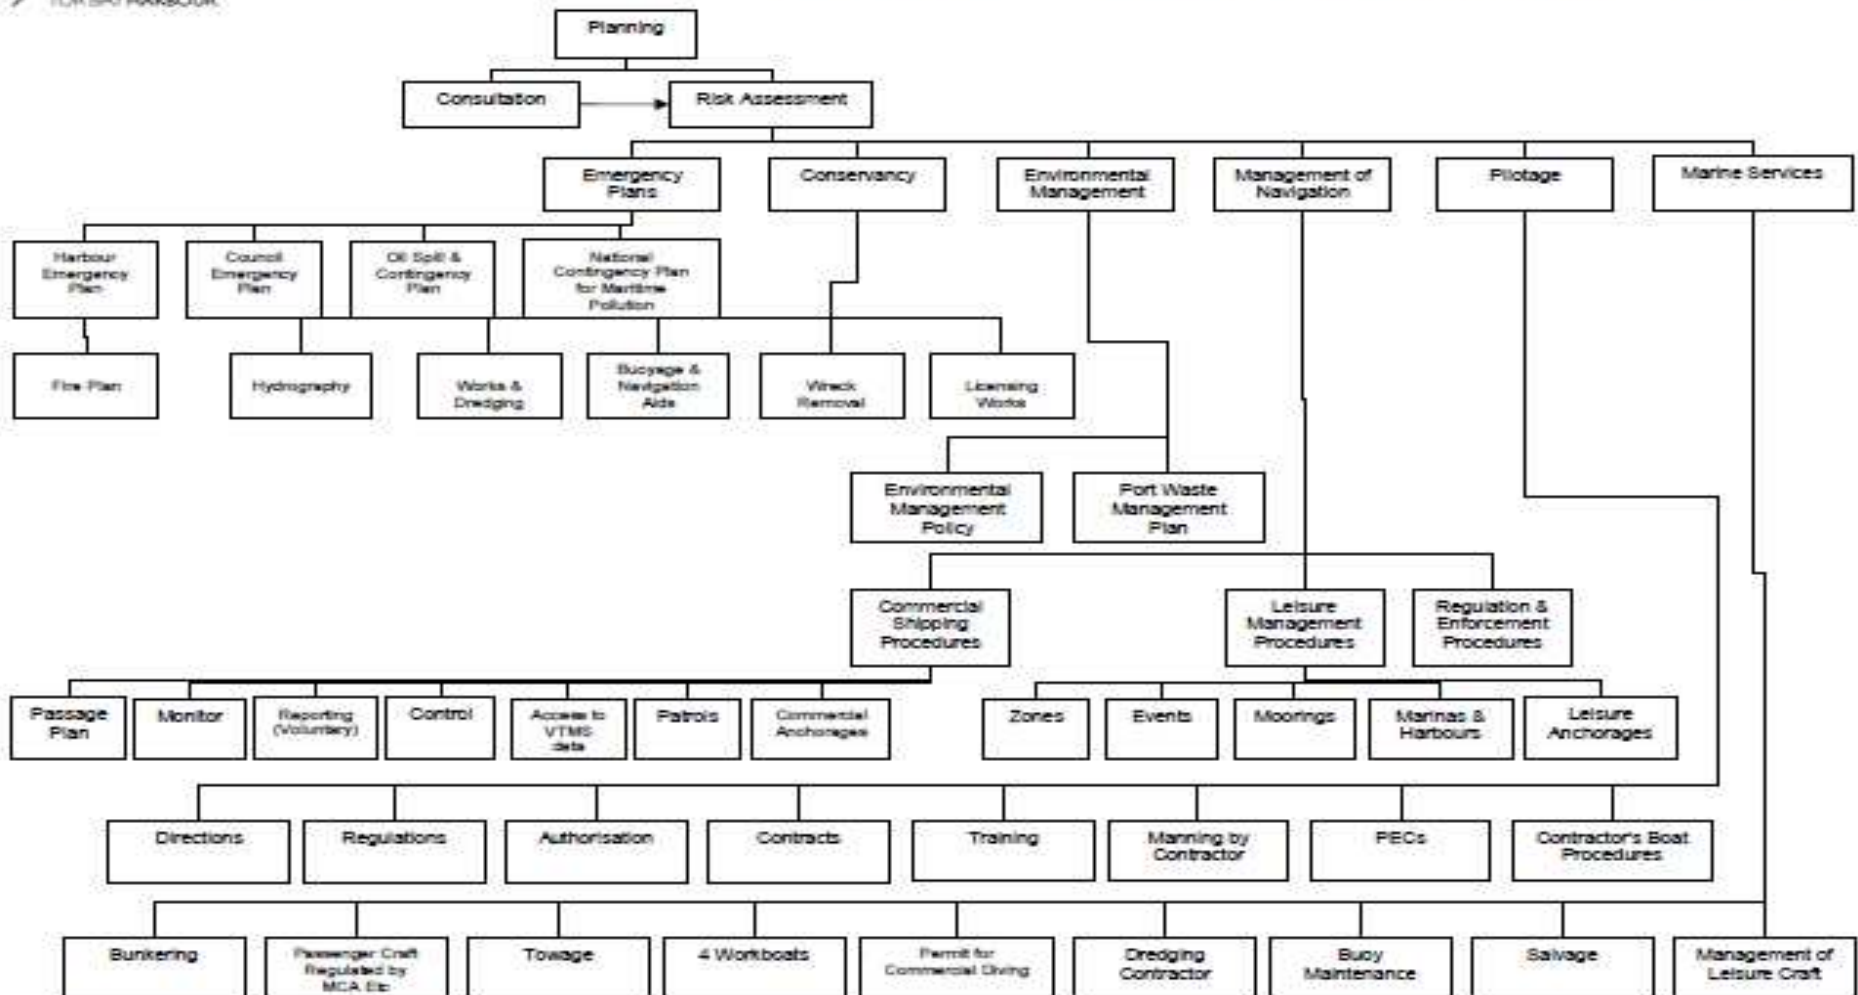 TORBAY HARBOUR
Planning
Consultation
Risk Assessment
Emergency
Plans
Conservancy
Environmental
Management
Management of
Navigation
Pilotage
Marine Services
Harbour
Emergency
Plan
Council
Emergency
Plan
Oil Spill &
Contingency
Plan
National
Contingency Plan
for Maritime
Pollution
Fire Plan
Hydrography
Works &
Dredging
Buoyage &
Navigation
Aids
Wreck
Removal
Licensing
Works
Environmental
Management
Policy
Port Waste
Management
Plan
Commercial
Shipping
Procedures
Leisure
Management
Procedures
Regulation &
Enforcement
Procedures
Passage
Plan
Monitor
Reporting
(Voluntary)
Control
Access to
VTMS
data
Patrols
Commercial
Anchorages
Zones
Events
Moorings
Marinas &
Harbours
Leisure
Anchorages
Directions
Regulations
Authorisation
Contracts
Training
Manning by
Contractor
PECs
Contractor's Boat
Procedures
Bunkering
Passenger Craft
Regulated by
MCA Etc
Towage
4 Workboats
Permit for
Commercial Diving
Dredging
Contractor
Buoy
Maintenance
Salvage
Management of
Leisure Craft